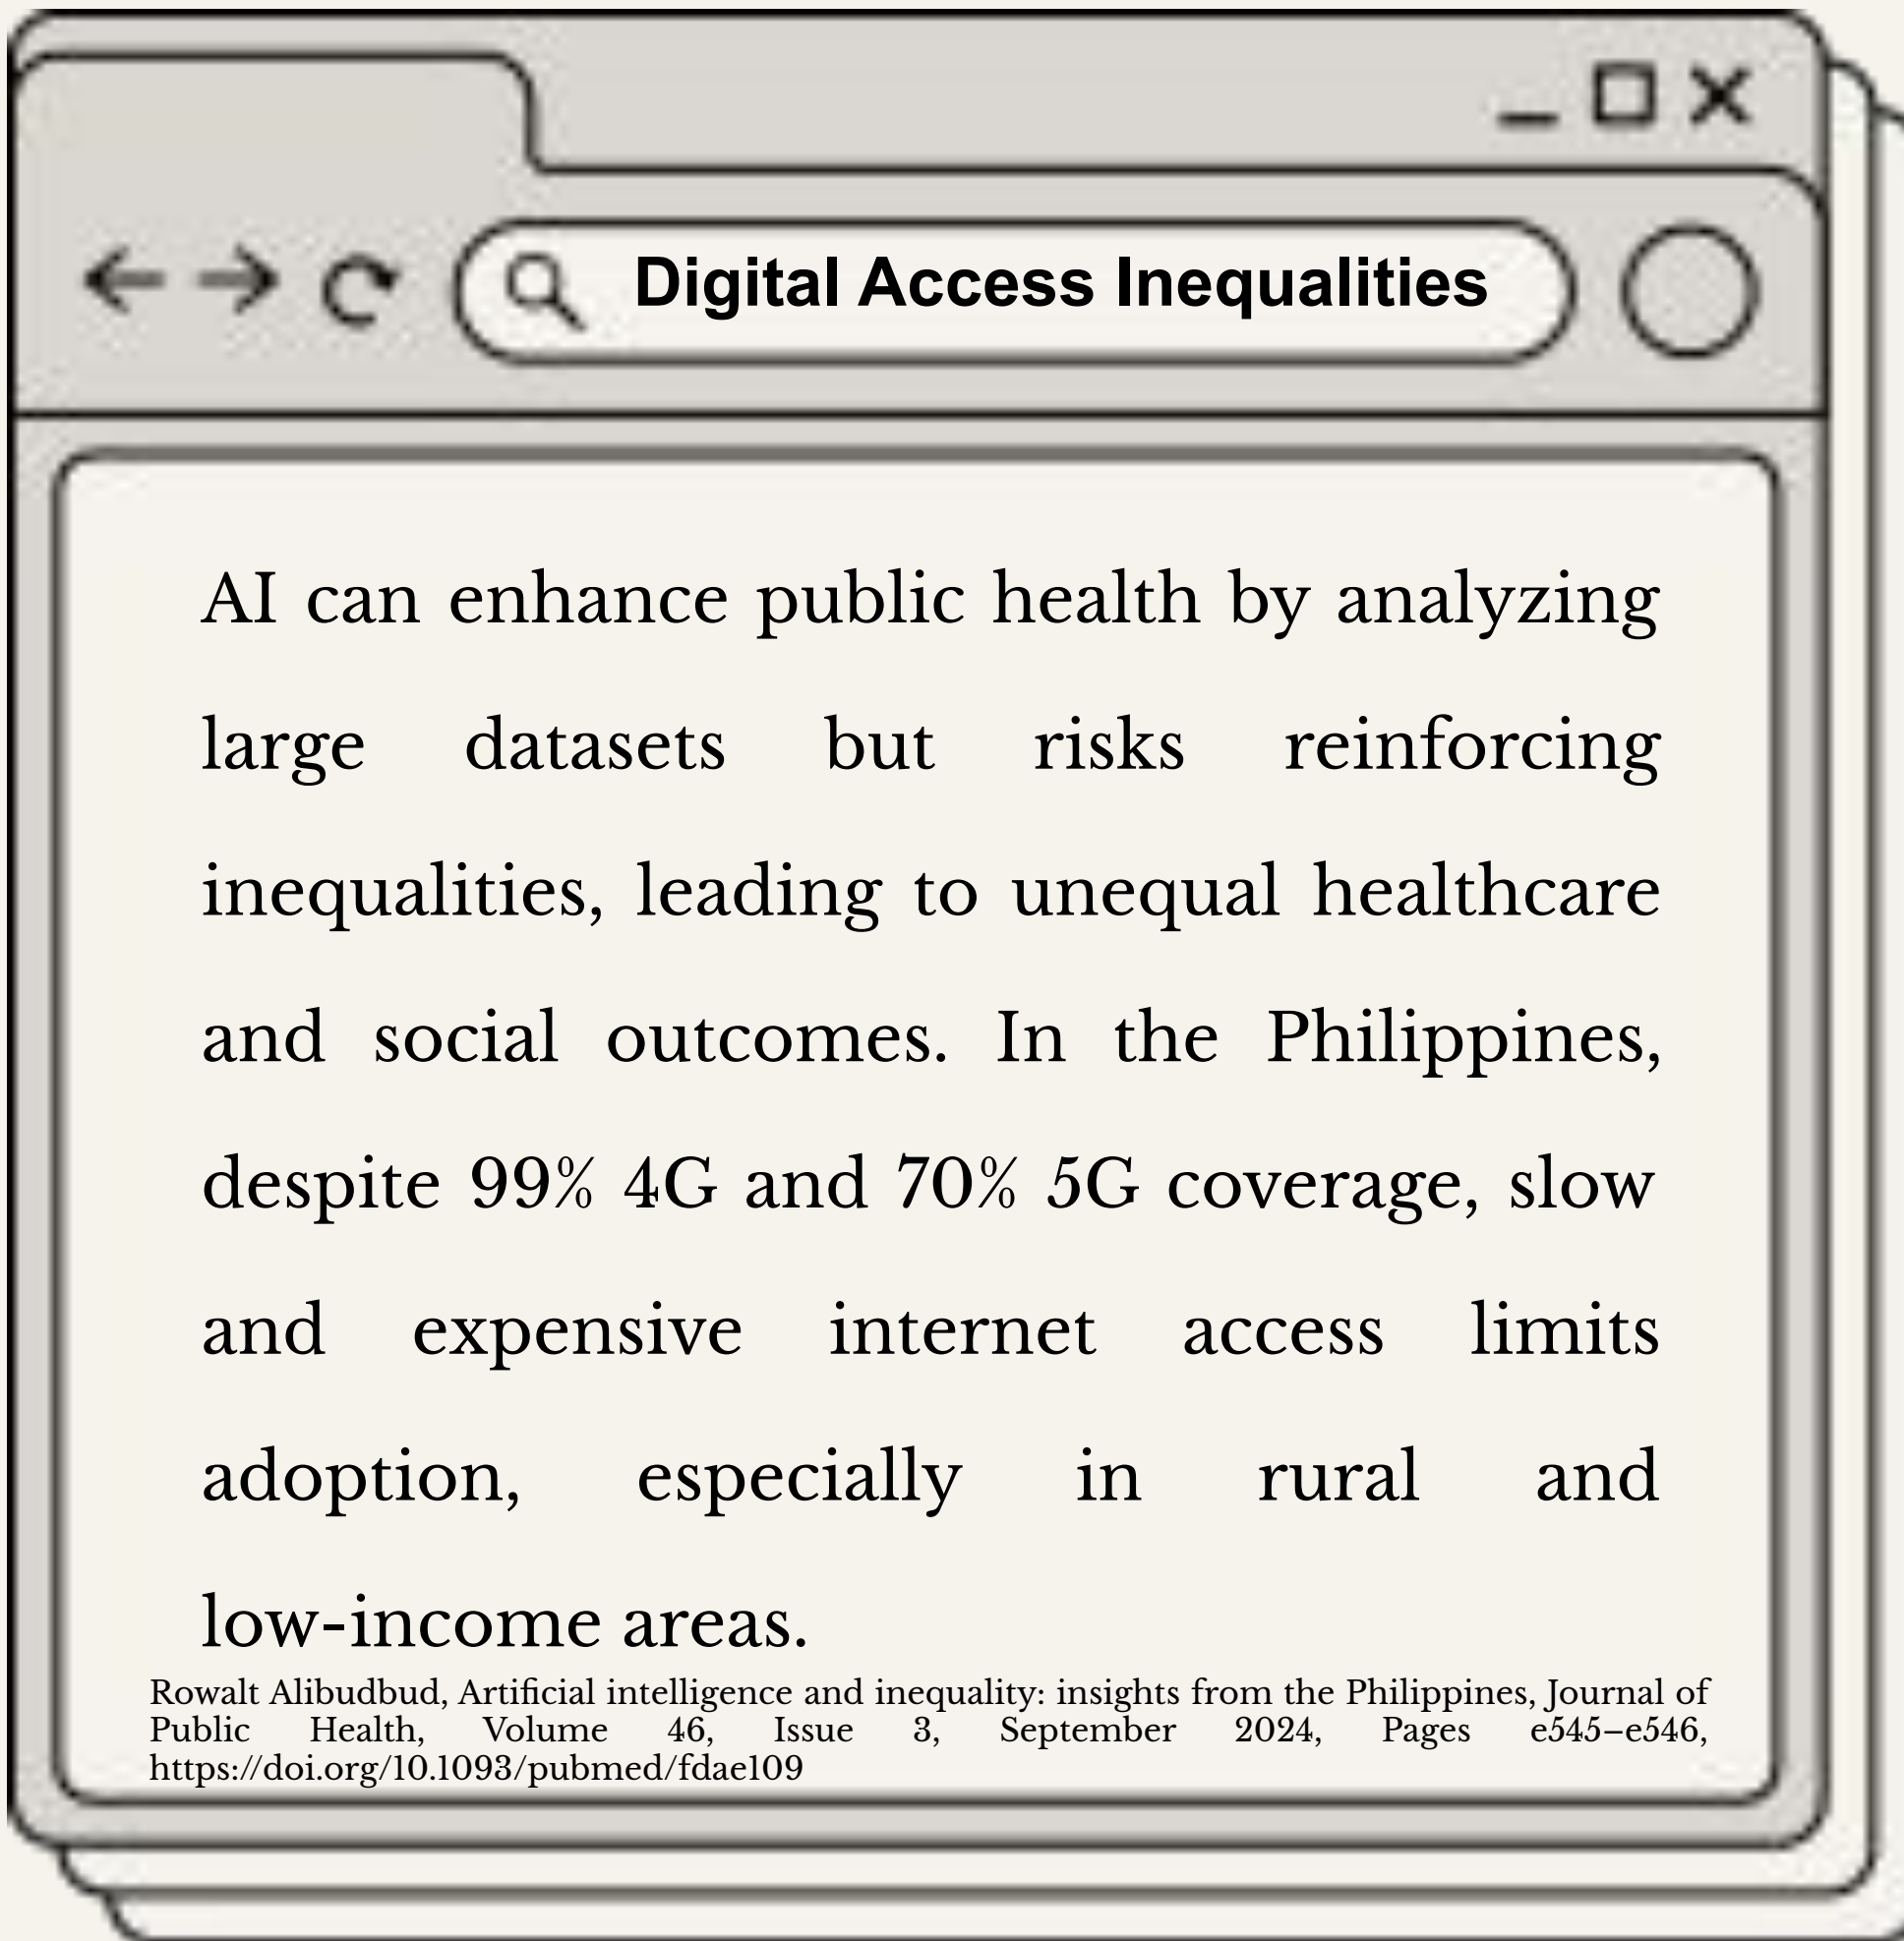 Digital Access Inequalities
AI can enhance public health by analyzing
large datasets but risks reinforcing
inequalities, leading to unequal healthcare
and social outcomes. In the Philippines,
despite 99% 4G and 70% 5G coverage, slow
and expensive internet access limits
adoption, especially in rural and
low-income areas.
Rowalt Alibudbud, Artificial intelligence and inequality: insights from the Philippines, Journal of
Public Health, Volume 46, Issue 3, September 2024, Pages e545–e546,
https://doi.org/10.1093/pubmed/fdae109